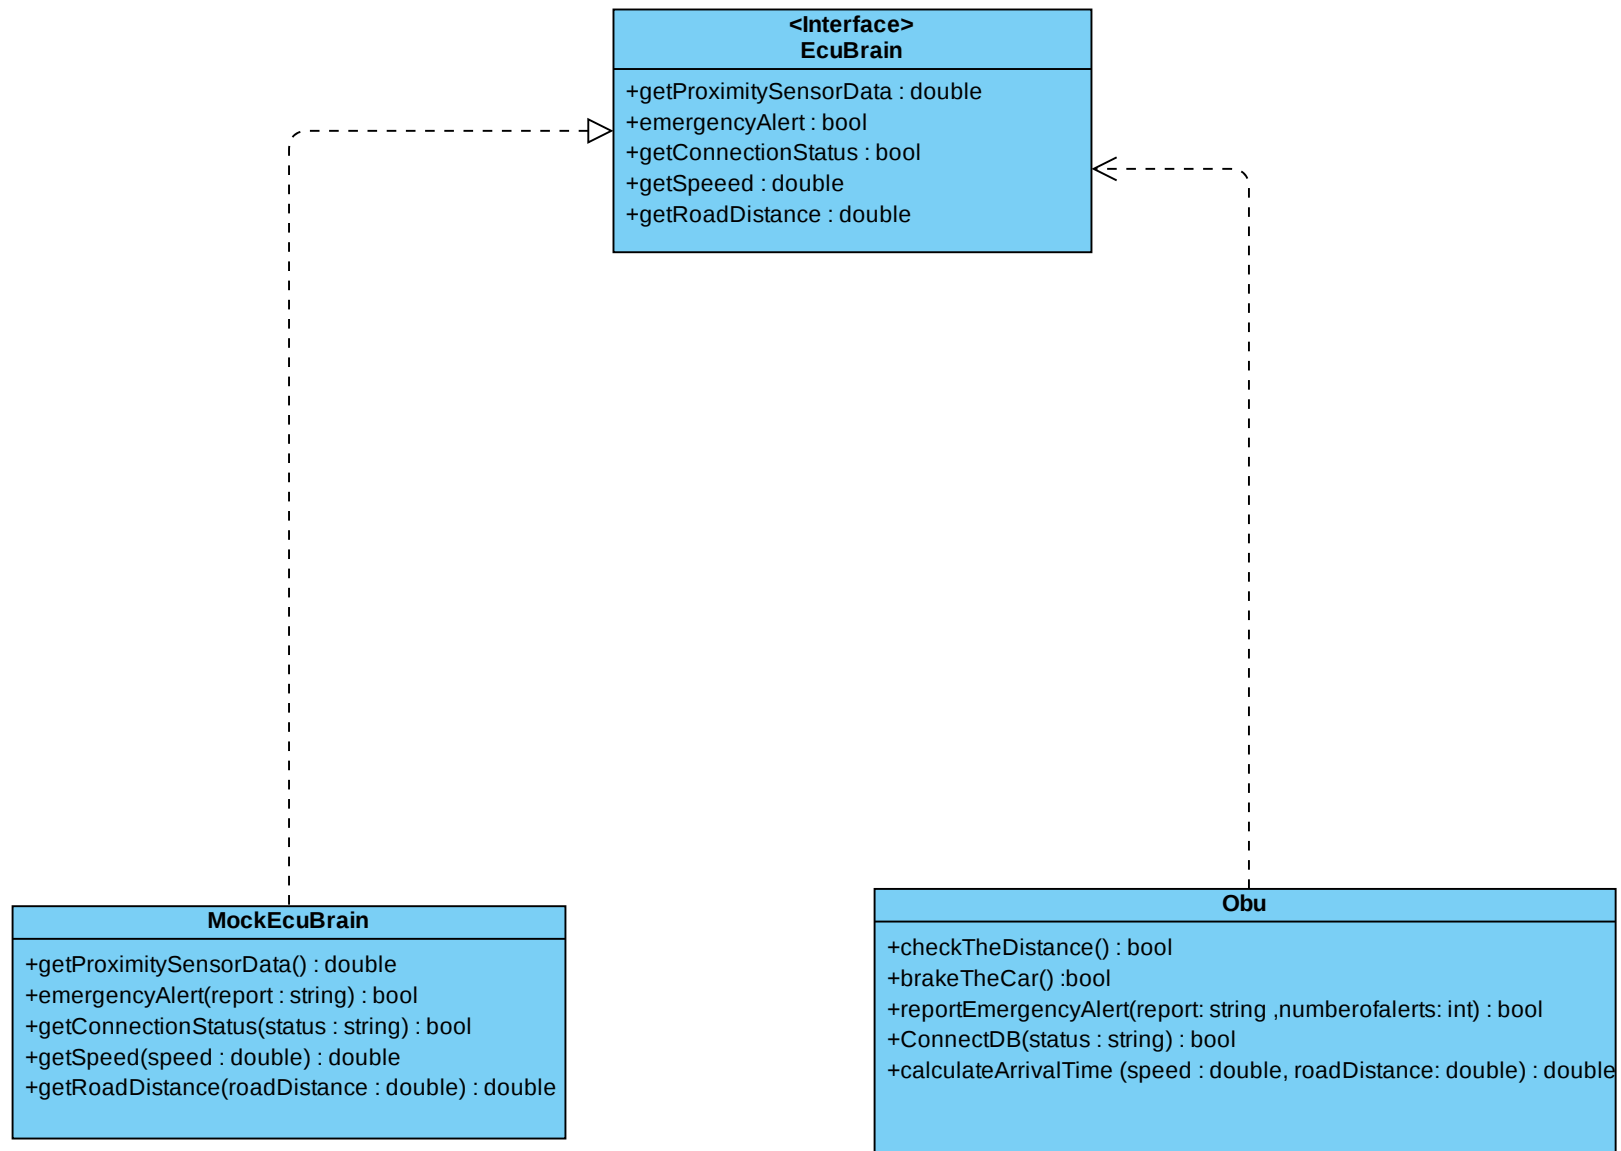 <Interface>
EcuBrain
+getProximitySensorData : double
+emergencyAlert : bool
+getConnectionStatus : bool
+getSpeeed : double
+getRoadDistance : double
MockEcuBrain
+getProximitySensorData() : double
+emergencyAlert(report : string) : bool
+getConnectionStatus(status : string) : bool
+getSpeed(speed : double) : double
+getRoadDistance(roadDistance : double) : double
Obu
+checkTheDistance() : bool
+brakeTheCar() :bool
+reportEmergencyAlert(report: string ,numberofalerts: int) : bool
+ConnectDB(status : string) : bool
+calculateArrivalTime (speed : double, roadDistance: double) : double